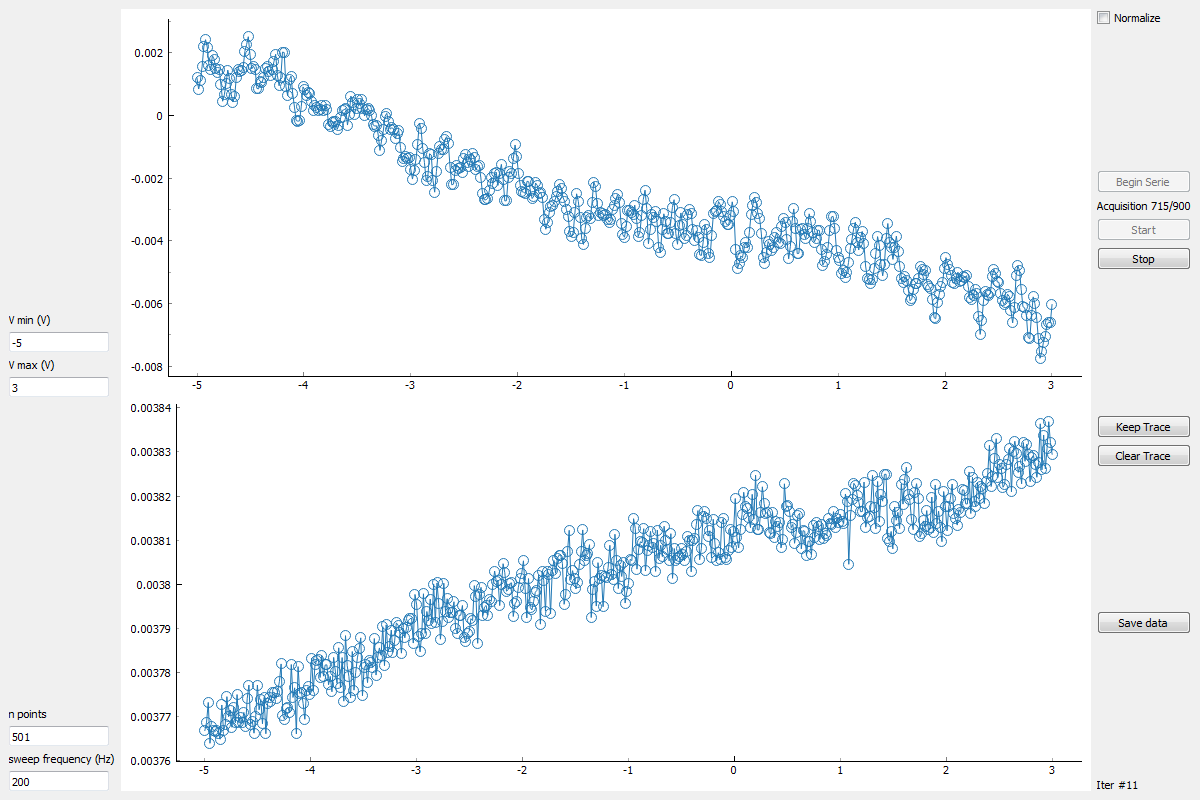 Normalize
0.002
0
-0.002
-0.004
-0.006
-0.008
-5 -4 -3 -2 -1 0 1 2 3
Begin Serie
Acquisition 715/900
Start
Stop
V min (V)
-5
V max (V)
3
0.00384
0.00383
0.00382
0.00381
0.0038
0.00379
0.00378
0.00377
0.00376
-5 -4 -3 -2 -1 0 1 2 3
Keep Trace
Clear Trace
Save data
n points
501
sweep frequency (Hz)
200
Iter #11